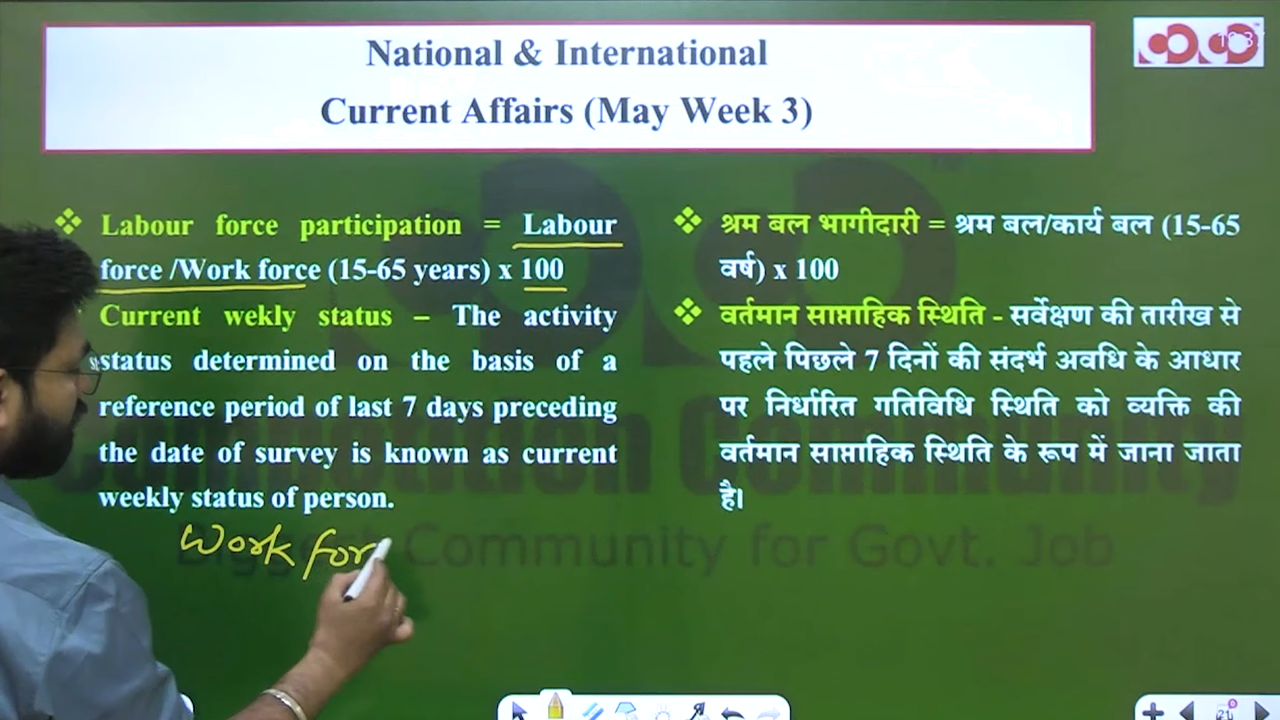 National & International
Current Affairs (May Week 3)
❖ Labour force participation = Labour
force /Work force (15-65 years) x 100
Current wekly status – The activity
status determined on the basis of a
reference period of last 7 days preceding
the date of survey is known as current
weekly status of person.
Work for
❖ श्रम बल भागीदारी = श्रम बल/कार्य बल (15-65
वर्ष) x 100
❖ वर्तमान साप्ताहिक स्थिति - सर्वेक्षण की तारीख से
पहले पिछले 7 दिनों की संदर्भ अवधि के आधार
पर निर्धारित गतिविधि स्थिति को व्यक्ति की
वर्तमान साप्ताहिक स्थिति के रूप में जाना जाता
है।
Community for Govt. Job
21